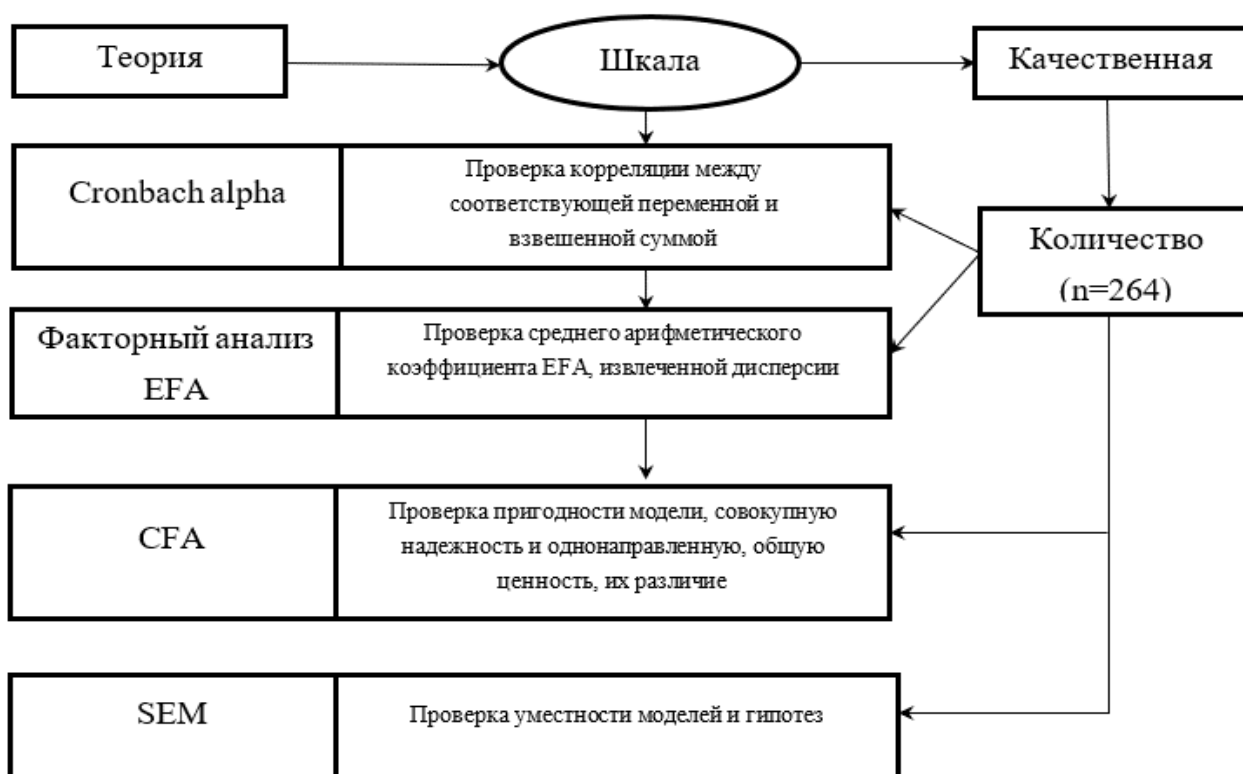 Теория
Шкала
Качественная
Cronbach alpha
Проверка корреляции между
соответствующей переменной и
взвешенной суммой
Количество
(n=264)
Факторный анализ
EFA
Проверка среднего арифметического
коэффициента EFA, извлеченной дисперсии
CFA
Проверка пригодности модели, совокупную
надежность и однонаправленную, общую
ценность, их различие
SEM
Проверка уместности моделей и гипотез